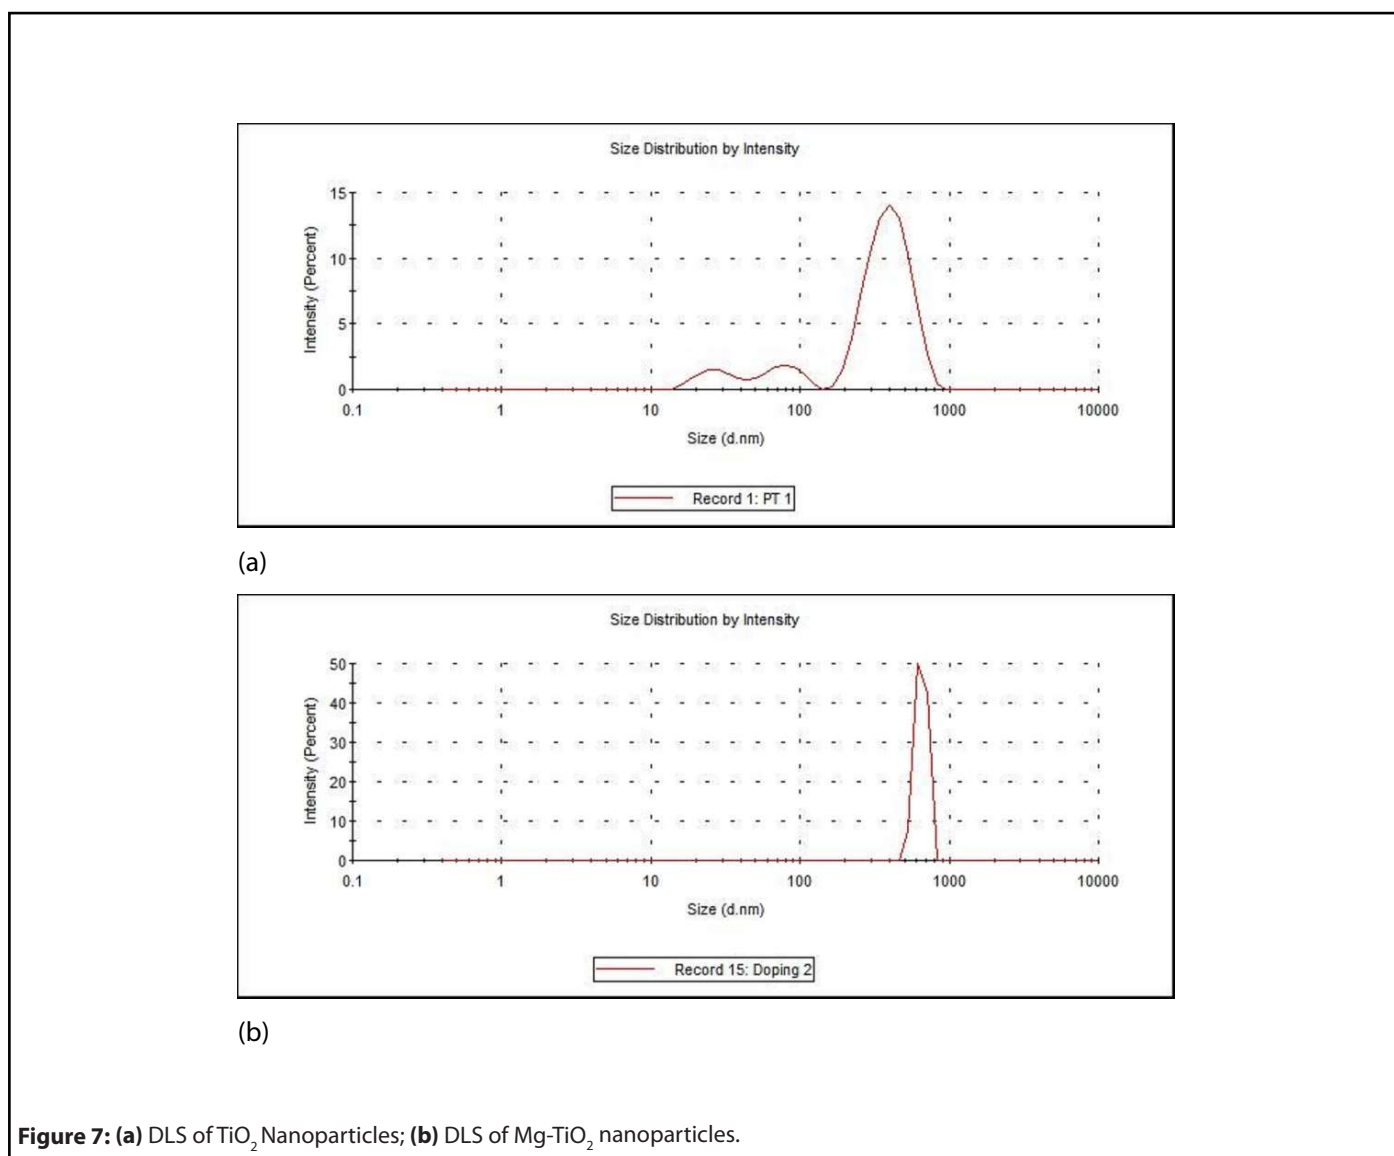 Size Distribution by Intensity
15
10
5
0
Intensity (Percent)
0.1 1 10 100 1000 10000
Size (d.nm)
Record 1: PT 1
(a)
Size Distribution by Intensity
50
40
30
20
10
0
Intensity (Percent)
0.1 1 10 100 1000 10000
Size (d.nm)
Record 15: Doping 2
(b)
Figure 7: (a) DLS of TiO₂ Nanoparticles; (b) DLS of Mg-TiO₂ nanoparticles.